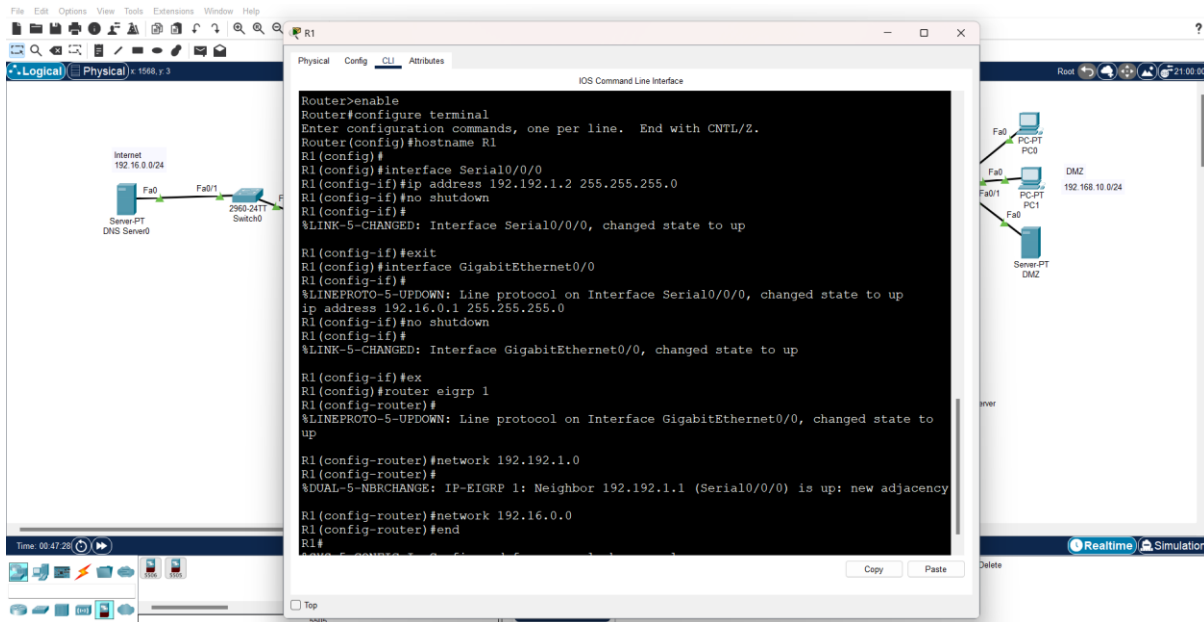 File Edit Options View Tools Extensions Window Help
?
Logical Physical x: 1568, y: 3
Root 21:00:00
Internet
192. 16.0.0/24
Fa0
Fa0/1
Server-PT
DNS Server0
2960-24TT
Switch0
F
R1
Physical Config CLI Attributes
IOS Command Line Interface
Router>enable
Router#configure terminal
Enter configuration commands, one per line. End with CNTL/Z.
Router(config)#hostname R1
R1(config)#
R1(config)#interface Serial0/0/0
R1(config-if)#ip address 192.192.1.2 255.255.255.0
R1(config-if)#no shutdown
R1(config-if)#
%LINK-5-CHANGED: Interface Serial0/0/0, changed state to up
R1(config-if)#exit
R1(config)#interface GigabitEthernet0/0
R1(config-if)#
%LINEPROTO-5-UPDOWN: Line protocol on Interface Serial0/0/0, changed state to up
ip address 192.16.0.1 255.255.255.0
R1(config-if)#no shutdown
R1(config-if)#
%LINK-5-CHANGED: Interface GigabitEthernet0/0, changed state to up
R1(config-if)#ex
R1(config)#router eigrp 1
R1(config-router)#
%LINEPROTO-5-UPDOWN: Line protocol on Interface GigabitEthernet0/0, changed state to
up
R1(config-router)#network 192.192.1.0
R1(config-router)#
%DUAL-5-NBRCHANGE: IP-EIGRP 1: Neighbor 192.192.1.1 (Serial0/0/0) is up: new adjacency
R1(config-router)#network 192.16.0.0
R1(config-router)#end
R1#
Copy Paste
Top
Fa0
PC-PT
PC0
Fa0
Fa0/1
PC-PT
PC1
DMZ
192.168.10.0/24
Fa0
Server-PT
DMZ
erver
Time: 00:47:28
Realtime Simulation
5506 5505
Delete
5505